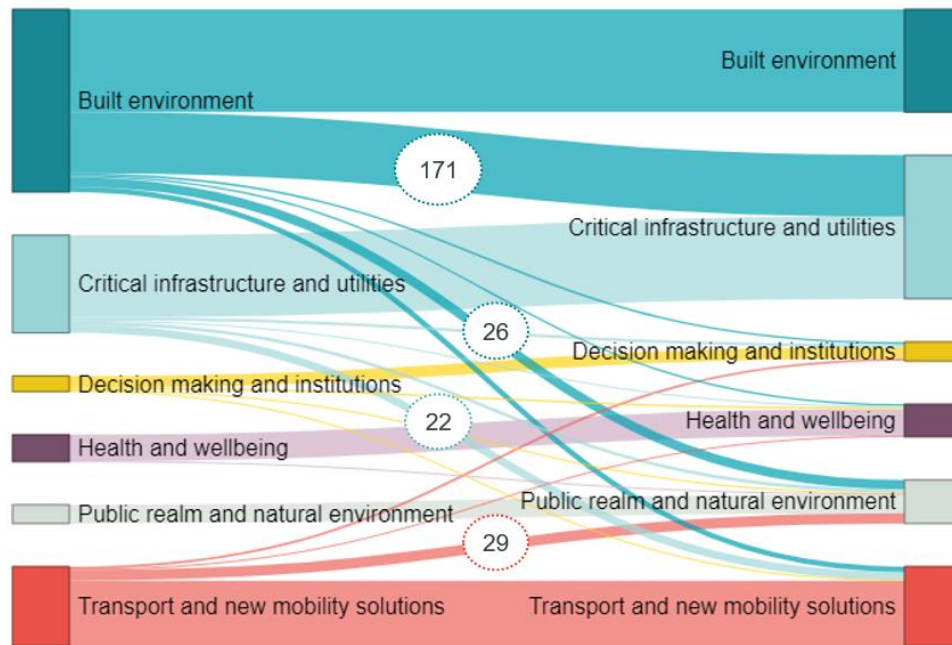 Built environment
Built environment
171
Critical infrastructure and utilities
Critical infrastructure and utilities
26
Decision making and institutions
Decision making and institutions
22
Health and wellbeing
Health and wellbeing
Public realm and natural environment
Public realm and natural environment
29
Transport and new mobility solutions
Transport and new mobility solutions